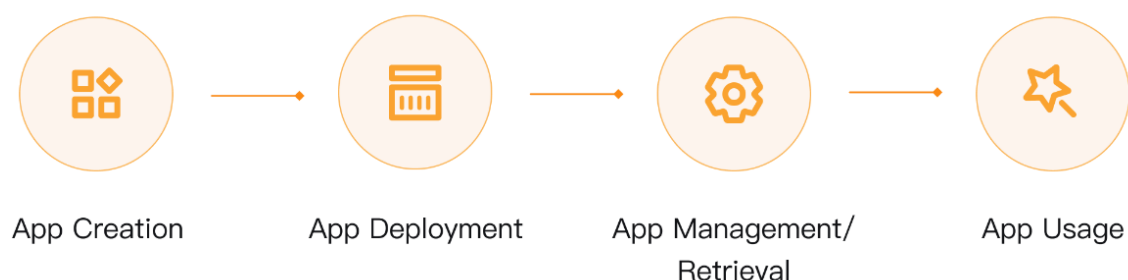 App Creation
App Deployment
App Management/
Retrieval
App Usage